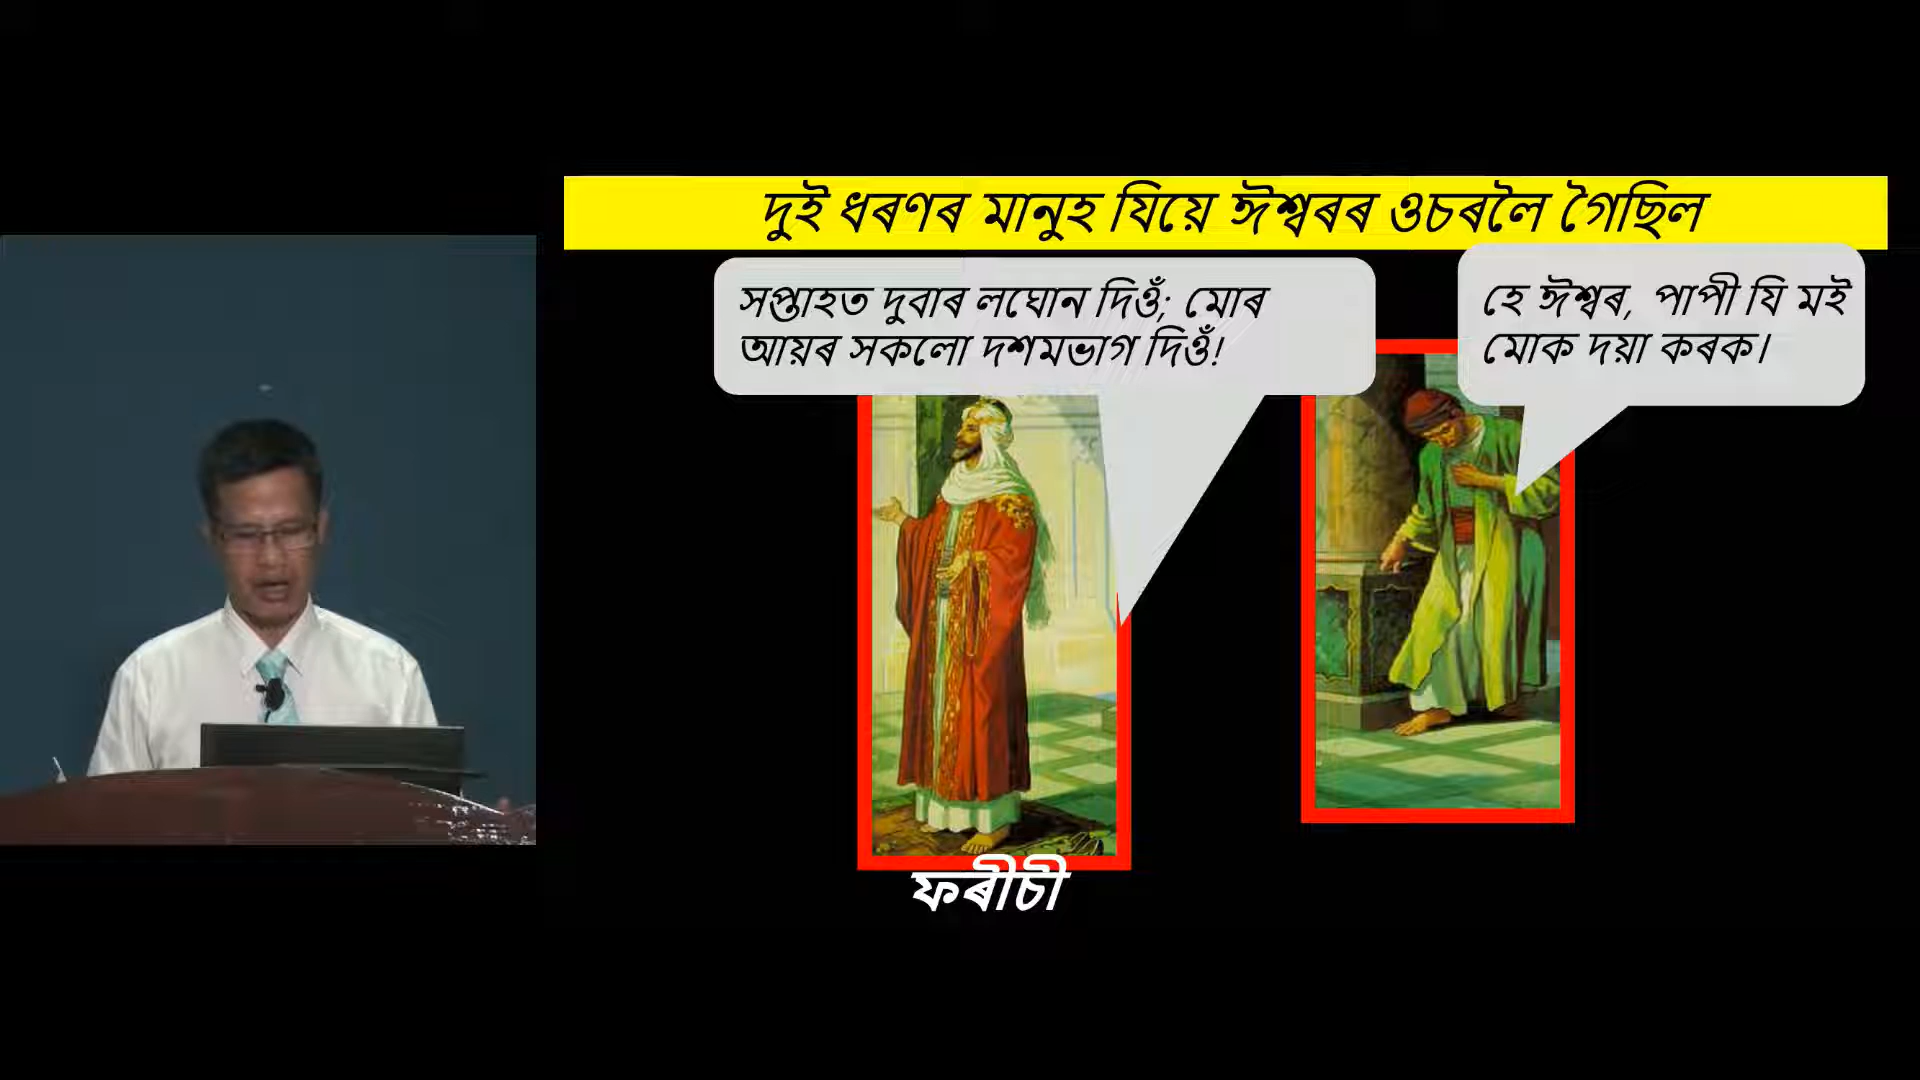 দুই ধৰণৰ মানুহ যিয়ে ঈশ্বৰৰ ওচৰলৈ গৈছিল
সপ্তাহত দুবাৰ লঘোন দিওঁ; মোৰ
আয়ৰ সকলো দশমভাগ দিওঁ!
হে ঈশ্বৰ, পাপী যি মই
মোক দয়া কৰক।
ফৰীচী